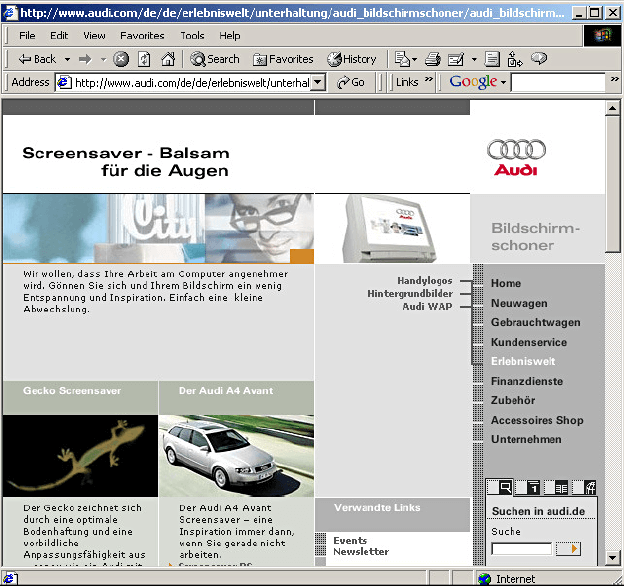 http://www.audi.com/de/de/erlebniswelt/unterhaltung/audi_bildschirmschoner/audi_bildschirm...
File Edit View Favorites Tools Help
Back Search Favorites History
Address http://www.audi.com/de/de/erlebniswelt/unterhal Go Links » Google
Screensaver - Balsam
für die Augen
Audi
City
Audi
Bildschirm-
schoner
Wir wollen, dass Ihre Arbeit am Computer angenehmer
wird. Gönnen Sie sich und Ihrem Bildschirm ein wenig
Entspannung und Inspiration. Einfach eine kleine
Abwechslung.
Handylogos
Hintergrundbilder
Audi WAP
Home
Neuwagen
Gebrauchtwagen
Kundenservice
Erlebniswelt
Finanzdienste
Zubehör
Accessoires Shop
Unternehmen
Gecko Screensaver
Der Audi A4 Avant
Der Gecko zeichnet sich
durch eine optimale
Bodenhaftung und eine
vorbildliche
Anpassungsfähigkeit aus
Der Audi A4 Avant
Screensaver – eine
Inspiration immer dann,
wenn Sie gerade nicht
arbeiten.
Verwandte Links
Events
Newsletter
Suchen in audi.de
Suche
Internet